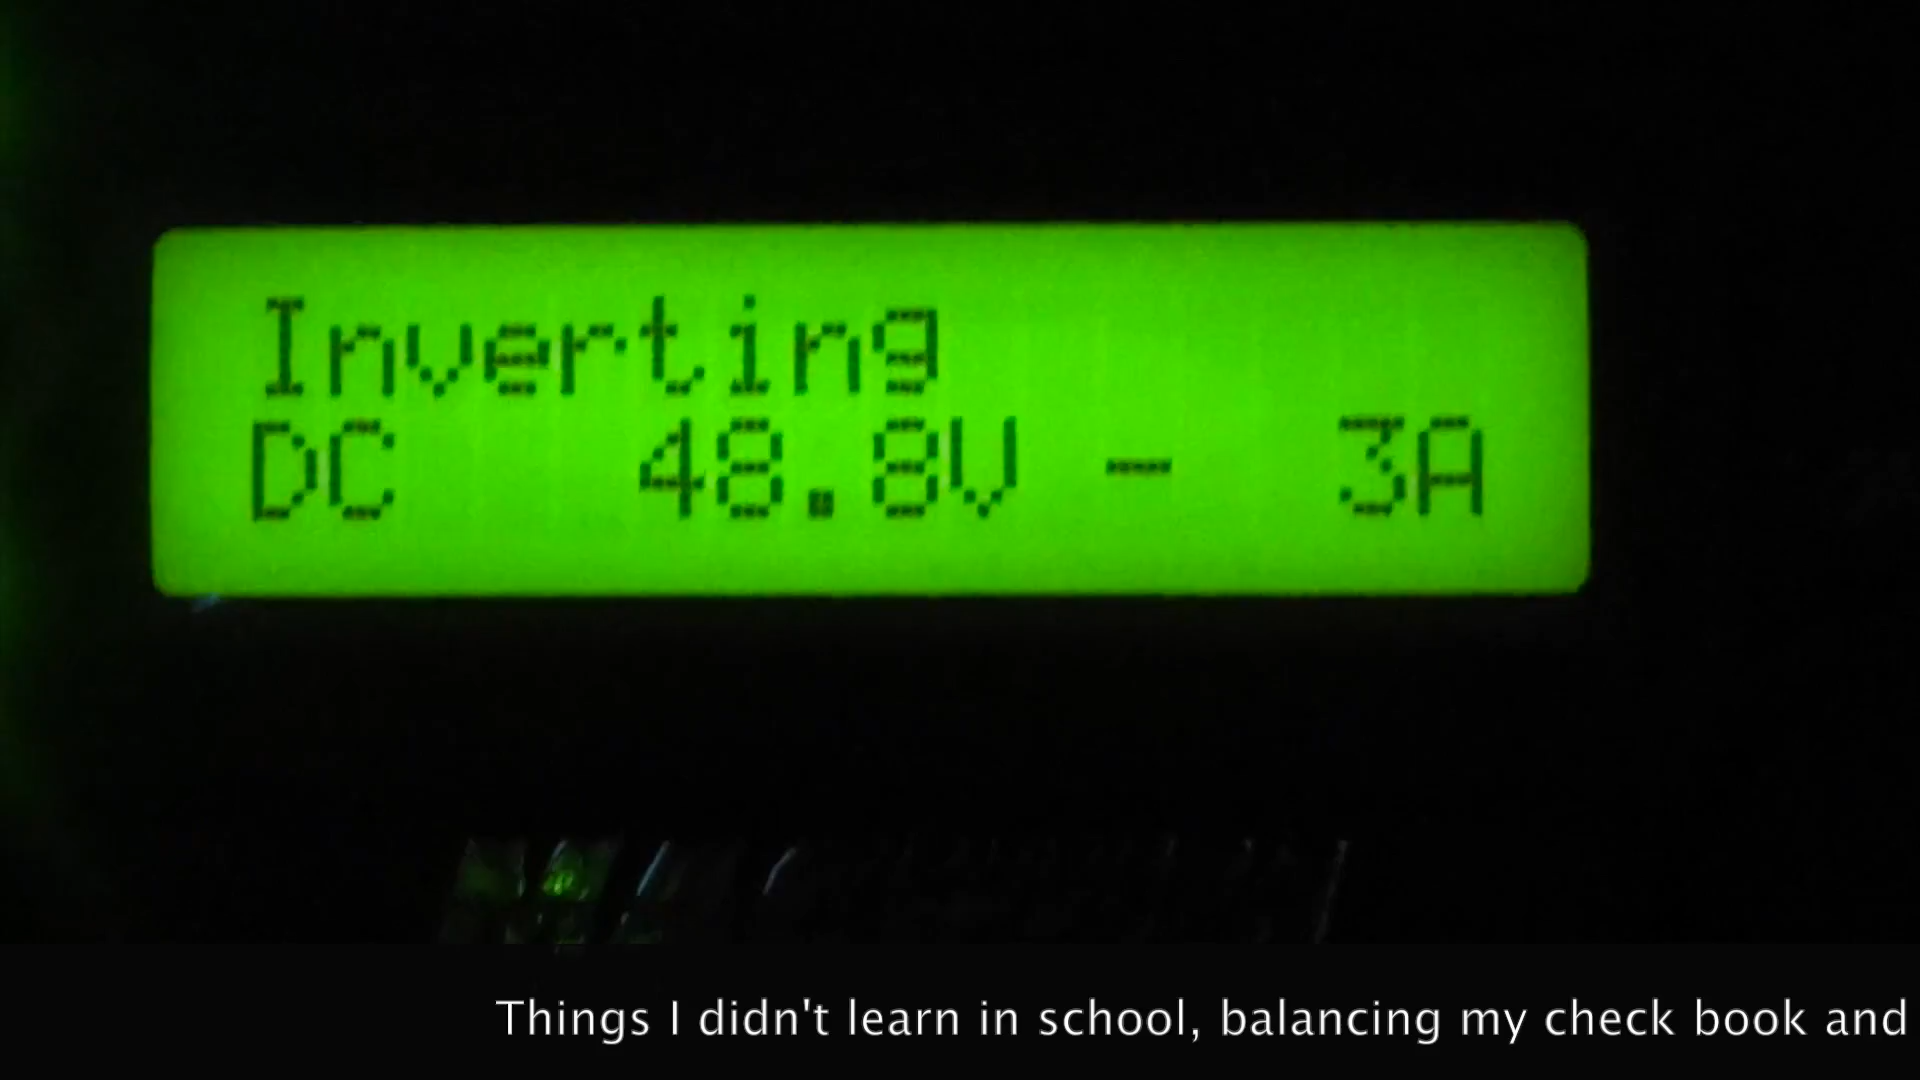 Inverting
DC 48.8V - 3A
Things I didn't learn in school, balancing my check book and